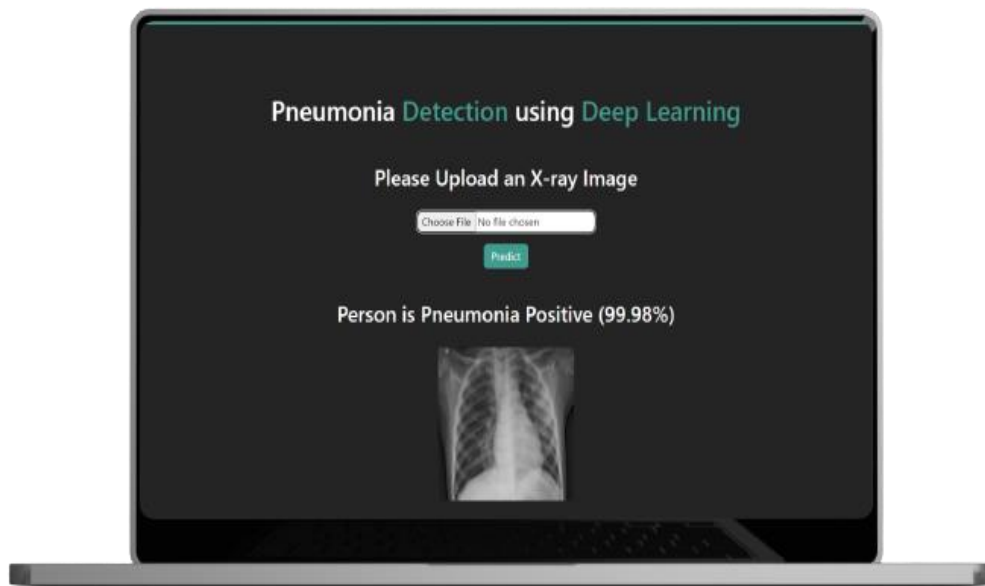 Pneumonia Detection using Deep Learning
Please Upload an X-ray Image
Choose File No file chosen
Predict
Person is Pneumonia Positive (99.98%)